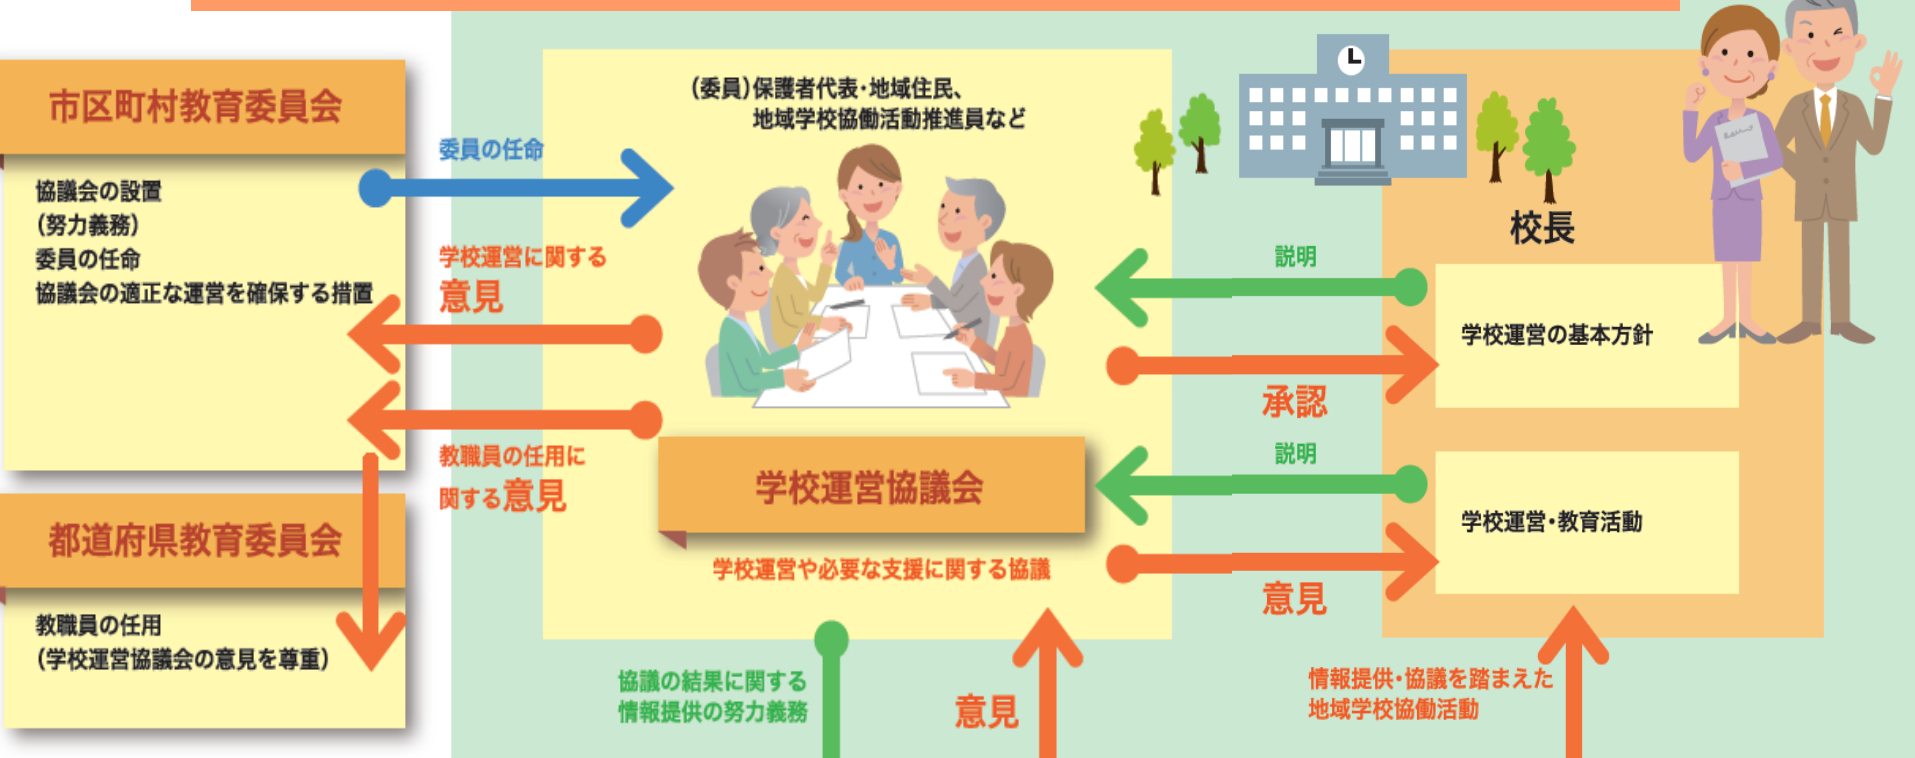 市区町村教育委員会
協議会の設置
(努力義務)
委員の任命
協議会の適正な運営を確保する措置
都道府県教育委員会
教職員の任用
(学校運営協議会の意見を尊重)
委員の任命
学校運営に関する
意見
教職員の任用に
関する意見
(委員)保護者代表・地域住民、
地域学校協働活動推進員など
学校運営協議会
学校運営や必要な支援に関する協議
協議の結果に関する
情報提供の努力義務
意見
説明
承認
説明
意見
校長
学校運営の基本方針
学校運営・教育活動
情報提供・協議を踏まえた
地域学校協働活動